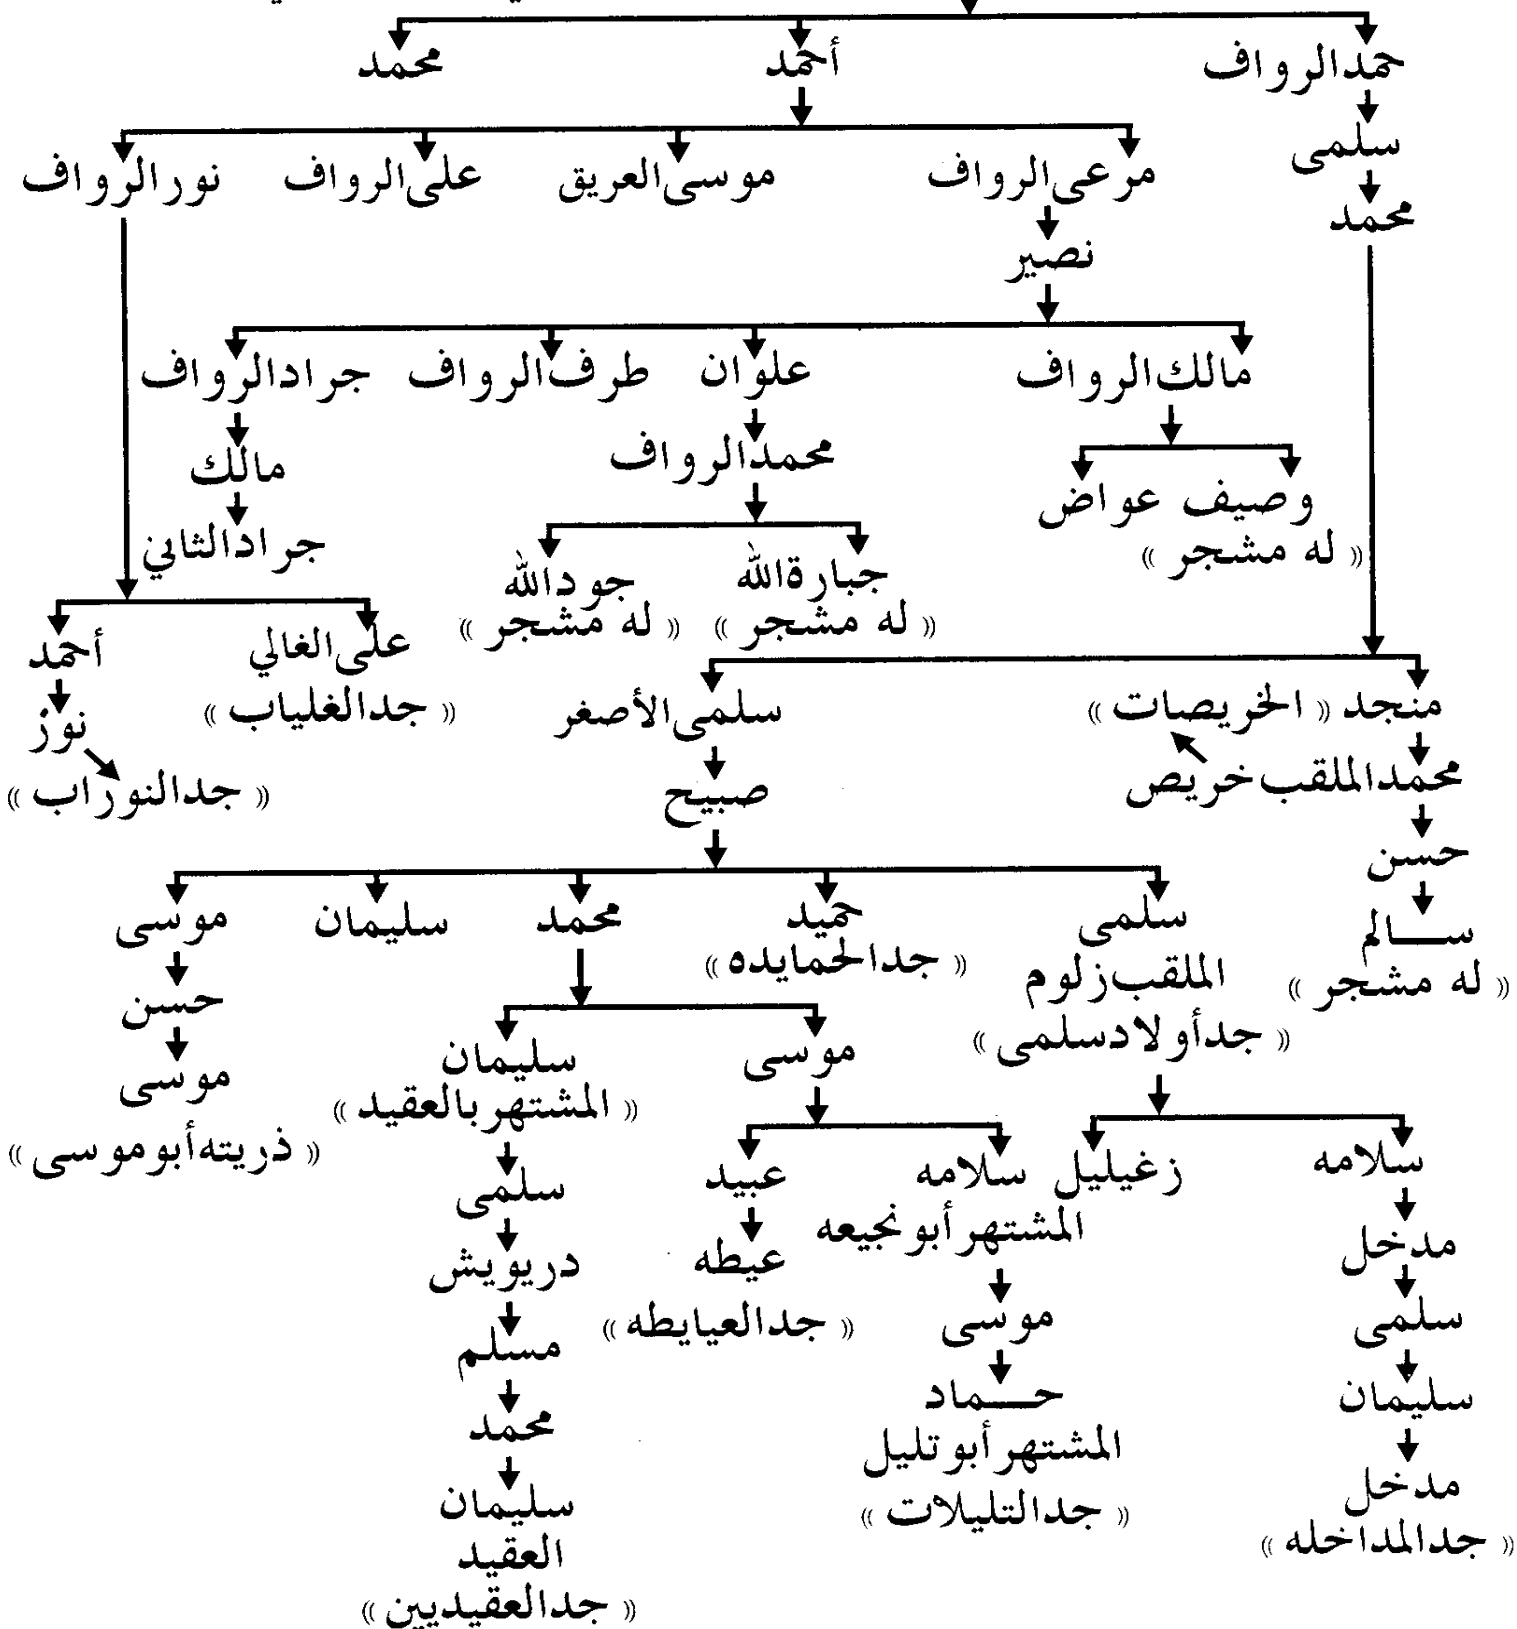 حمد الرواف أحمد محمد
سلمى
مرعى الرواف موسى العريق على الرواف نور الرواف
محمد
نصير
مالك الرواف علوان طرف الرواف جراد الرواف
محمد الرواف مالك
وصيف عواض
« له مشجر »
جراد الثاني
جبارة الله جود الله
« له مشجر » « له مشجر »
على الغالي أحمد
« جد الغلياب »
منجد « الخريصات » سلمى الأصغر
نور
محمد الملقب خريص صبيح « جد النوراب »
حسن
سلمى حميد محمد سليمان موسى
سالم
« له مشجر »
الملقب زلوم « جد الحمايده »
« جد أولاد سلمى »
حسن
موسى سليمان
« المشتهر بالعقيد »
موسى
« ذريته أبو موسى »
سلامه زغيليل سلامه عبيد سلمى
المشتهر أبو نجيعه
مدخل عيطه دريويش
سلمى موسى « جد العيايطه » مسلم
سليمان حماد محمد
المشتهر أبو تليل
مدخل « جد التليلات » سليمان
« جد المداخله » العقيد
« جد العقيديين »